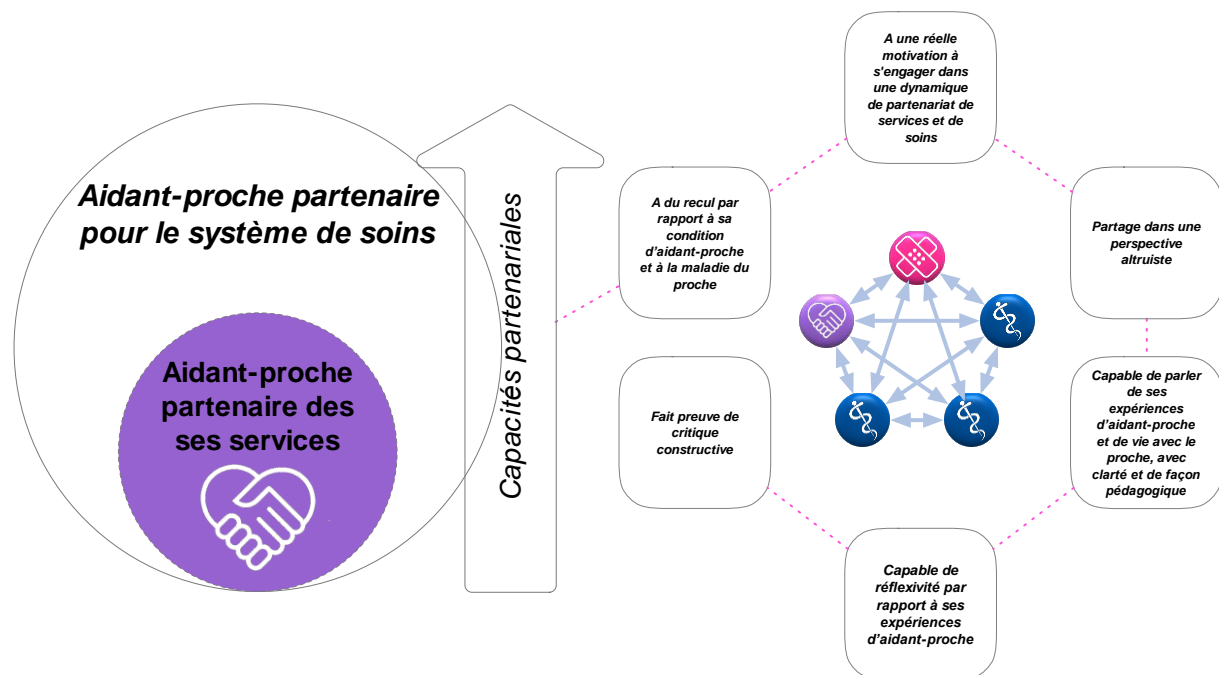 Aidant-proche partenaire
pour le système de soins
Aidant-proche
partenaire des
ses services
Capacités partenariales
A du recul par
rapport à sa
condition
d'aidant-proche
et à la maladie du
proche
A une réelle
motivation à
s'engager dans
une dynamique
de partenariat de
services et de
soins
Partage dans une
perspective
altruiste
Capable de parler
de ses
expériences
d'aidant-proche
et de vie avec le
proche, avec
clarté et de façon
pédagogique
Capable de
réflexivité par
rapport à ses
expériences
d'aidant-proche
Fait preuve de
critique
constructive